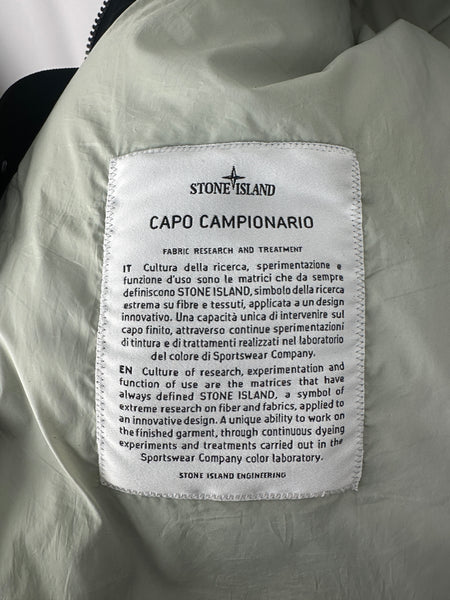 STONE ISLAND
CAPO CAMPIONARIO
FABRIC RESEARCH AND TREATMENT
IT Cultura della ricerca, sperimentazione e
funzione d'uso sono le matrici che da sempre
definiscono STONE ISLAND, simbolo della ricerca
estrema su fibre e tessuti, applicata a un design
innovativo. Una capacità unica di intervenire sul
capo finito, attraverso continue sperimentazioni
di tintura e di trattamenti realizzati nel laboratorio
del colore di Sportswear Company.
EN Culture of research, experimentation and
function of use are the matrices that have
always defined STONE ISLAND, a symbol of
extreme research on fiber and fabrics, applied to
an innovative design. A unique ability to work on
the finished garment, through continuous dyeing
experiments and treatments carried out in the
Sportswear Company color laboratory.
STONE ISLAND ENGINEERING